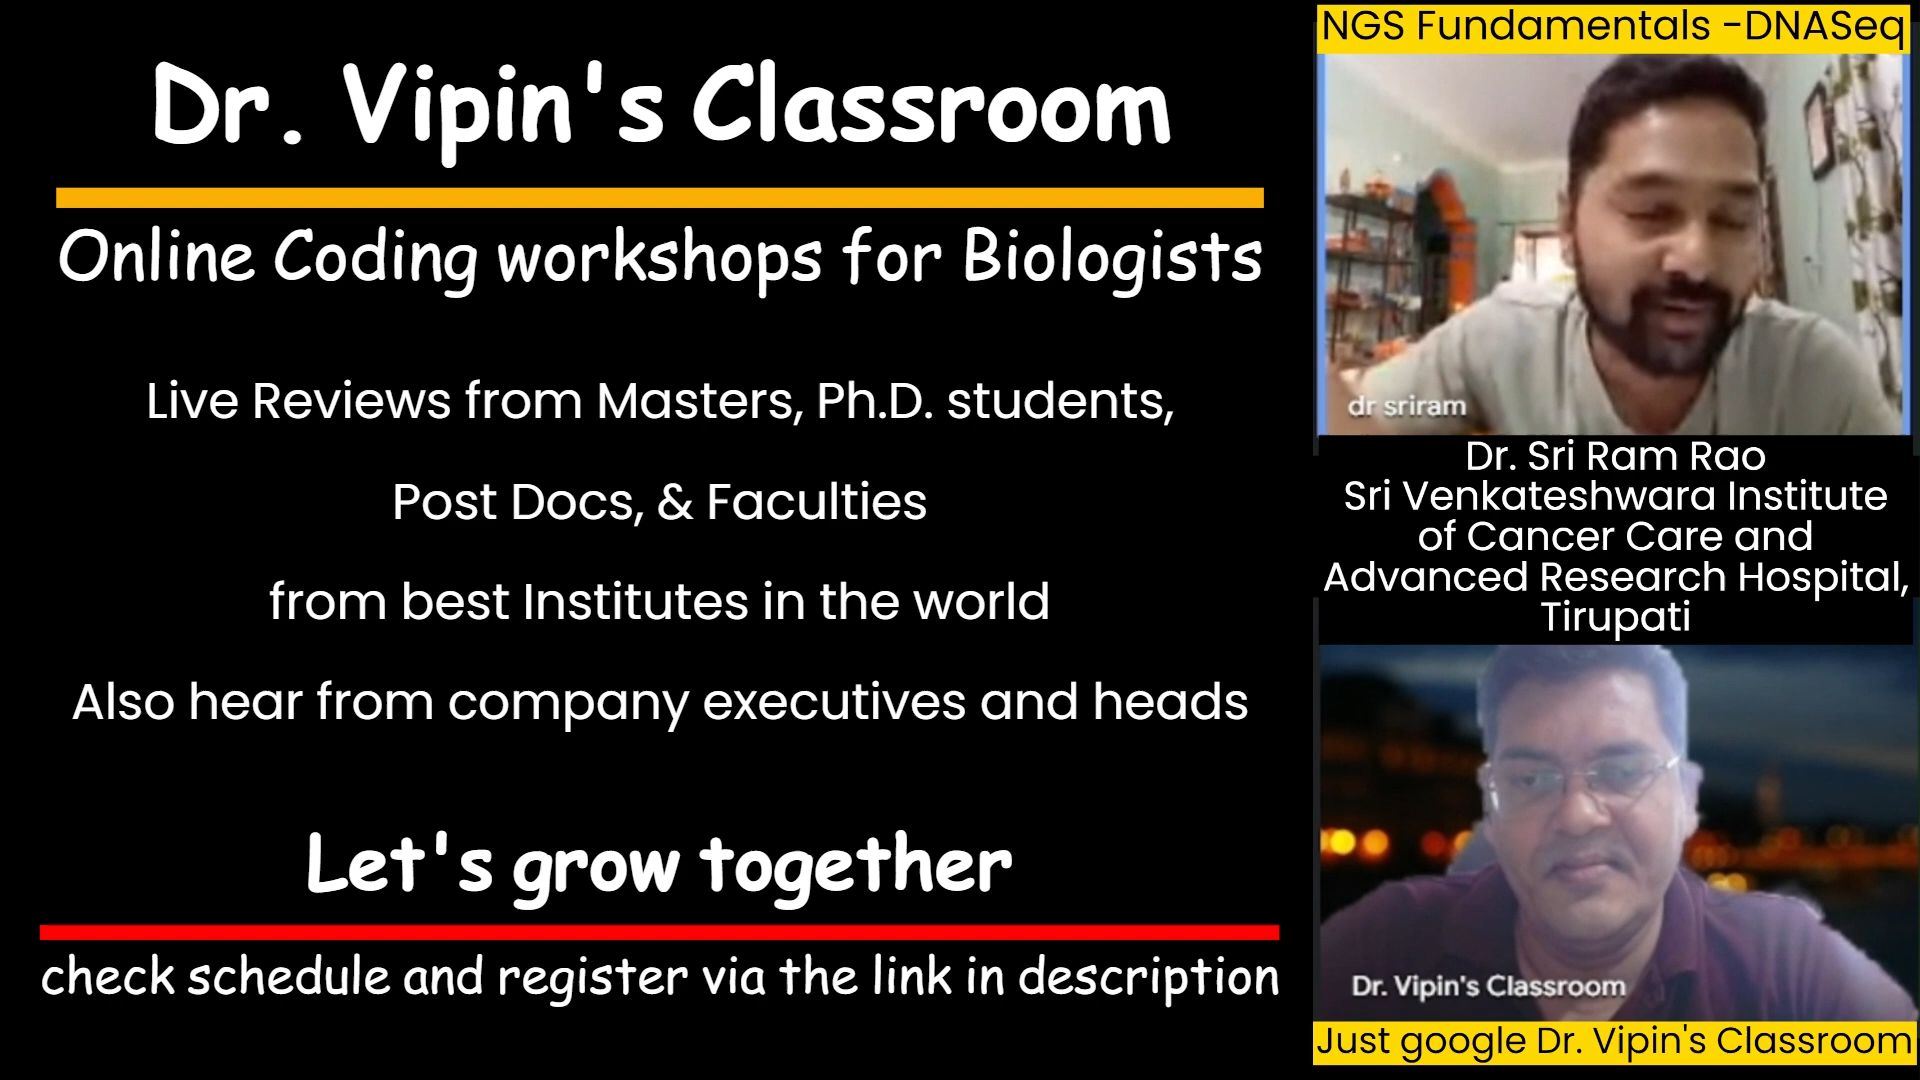 Dr. Vipin's Classroom
Online Coding workshops for Biologists
Live Reviews from Masters, Ph.D. students,
Post Docs, & Faculties
from best Institutes in the world
Also hear from company executives and heads
Let's grow together
check schedule and register via the link in description
NGS Fundamentals -DNASeq
dr sriram
Dr. Sri Ram Rao
Sri Venkateshwara Institute
of Cancer Care and
Advanced Research Hospital,
Tirupati
Dr. Vipin's Classroom
Just google Dr. Vipin's Classroom